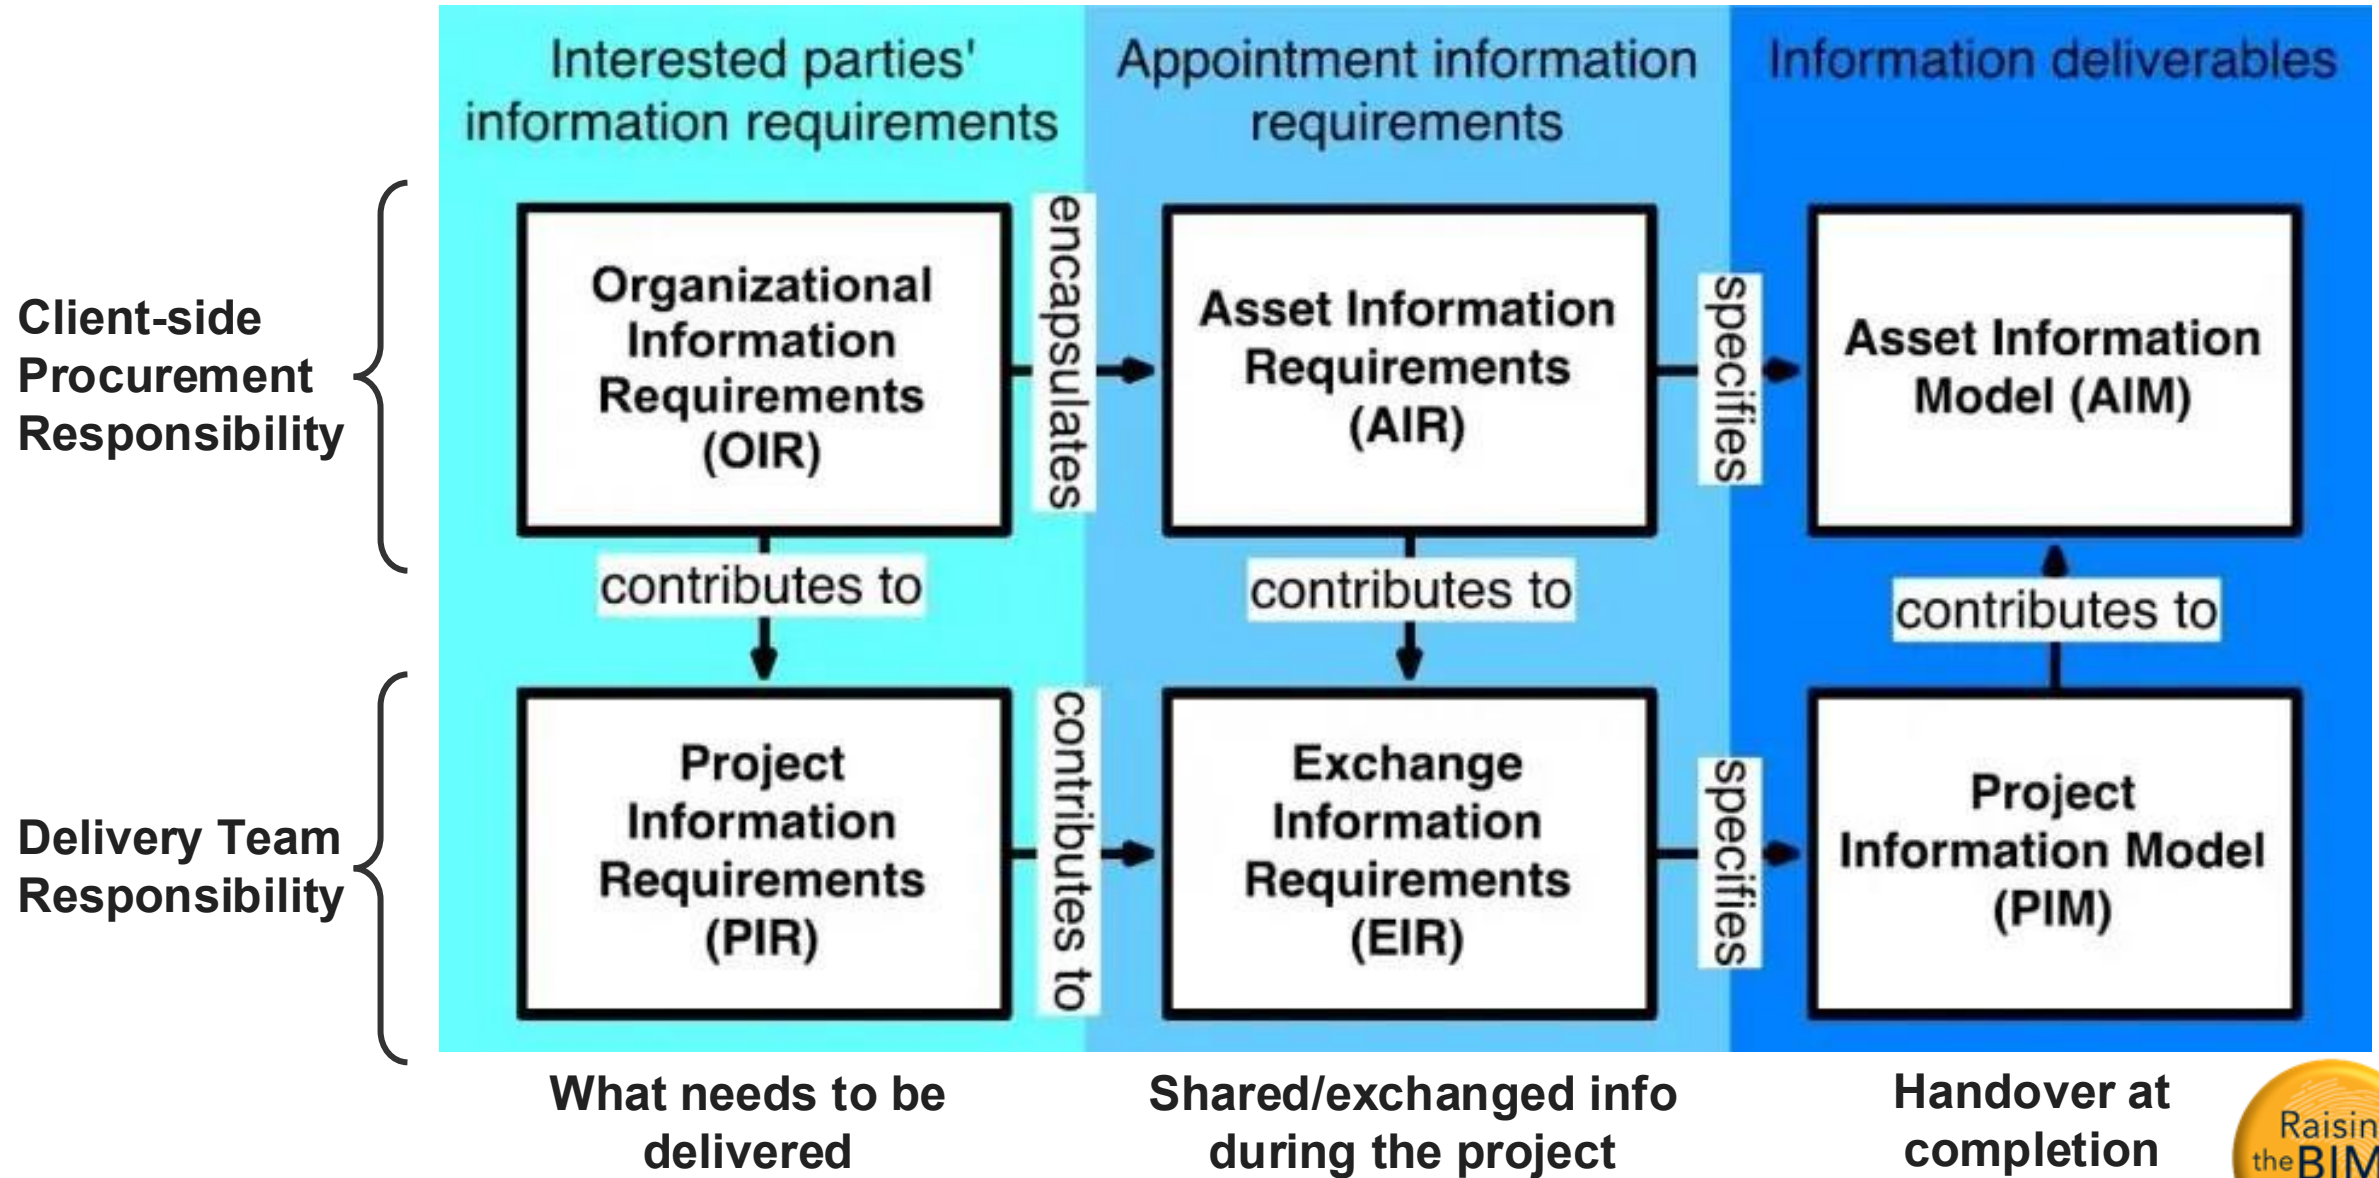 Interested parties'
information requirements
Appointment information
requirements
Information deliverables
Client-side
Procurement
Responsibility
Organizational
Information
Requirements
(OIR)
encapsulates
Asset Information
Requirements
(AIR)
specifies
Asset Information
Model (AIM)
contributes to
contributes to
contributes to
Delivery Team
Responsibility
Project
Information
Requirements
(PIR)
contributes to
Exchange
Information
Requirements
(EIR)
specifies
Project
Information Model
(PIM)
What needs to be
delivered
Shared/exchanged info
during the project
Handover at
completion
Raisin
the BIM